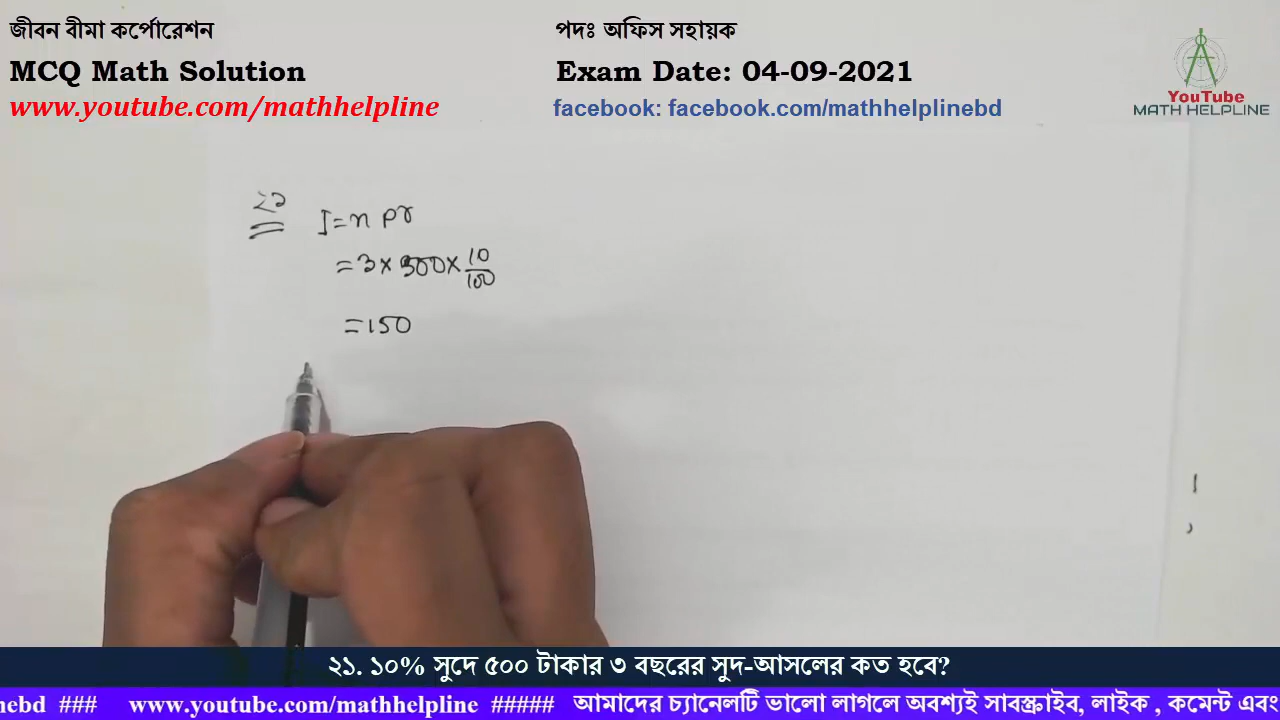 জীবন বীমা কর্পোরেশন
পদঃ অফিস সহায়ক
MCQ Math Solution
Exam Date: 04-09-2021
www.youtube.com/mathhelpline
facebook: facebook.com/mathhelplinebd
YouTube
MATH HELPLINE
২১
I=n pr
=3×500×10/100
=150
২১. ১০% সুদে ৫০০ টাকার ৩ বছরের সুদ-আসলের কত হবে?
nebd ### www.youtube.com/mathhelpline ##### আমাদের চ্যানেলটি ভালো লাগলে অবশ্যই সাবস্ক্রাইব, লাইক , কমেন্ট এবং